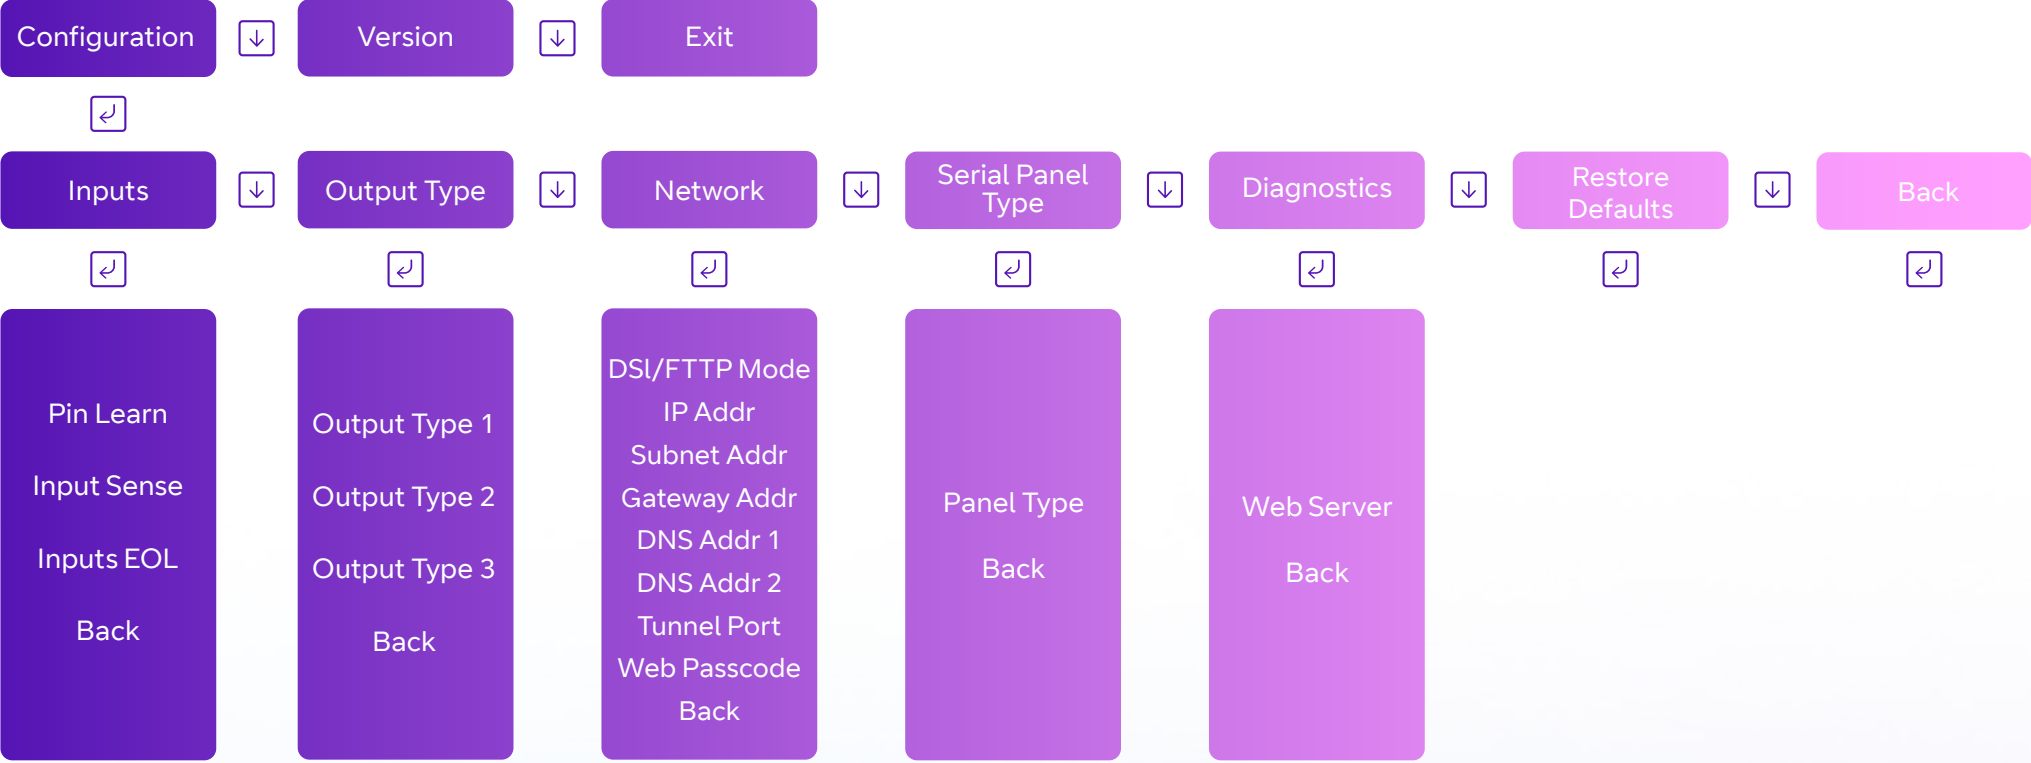 Configuration
Version
Exit
Inputs
Output Type
Network
Serial Panel
Type
Diagnostics
Restore
Defaults
Back
Pin Learn
Input Sense
Inputs EOL
Back
Output Type 1
Output Type 2
Output Type 3
Back
DSl/FTTP Mode
IP Addr
Subnet Addr
Gateway Addr
DNS Addr 1
DNS Addr 2
Tunnel Port
Web Passcode
Back
Panel Type
Back
Web Server
Back